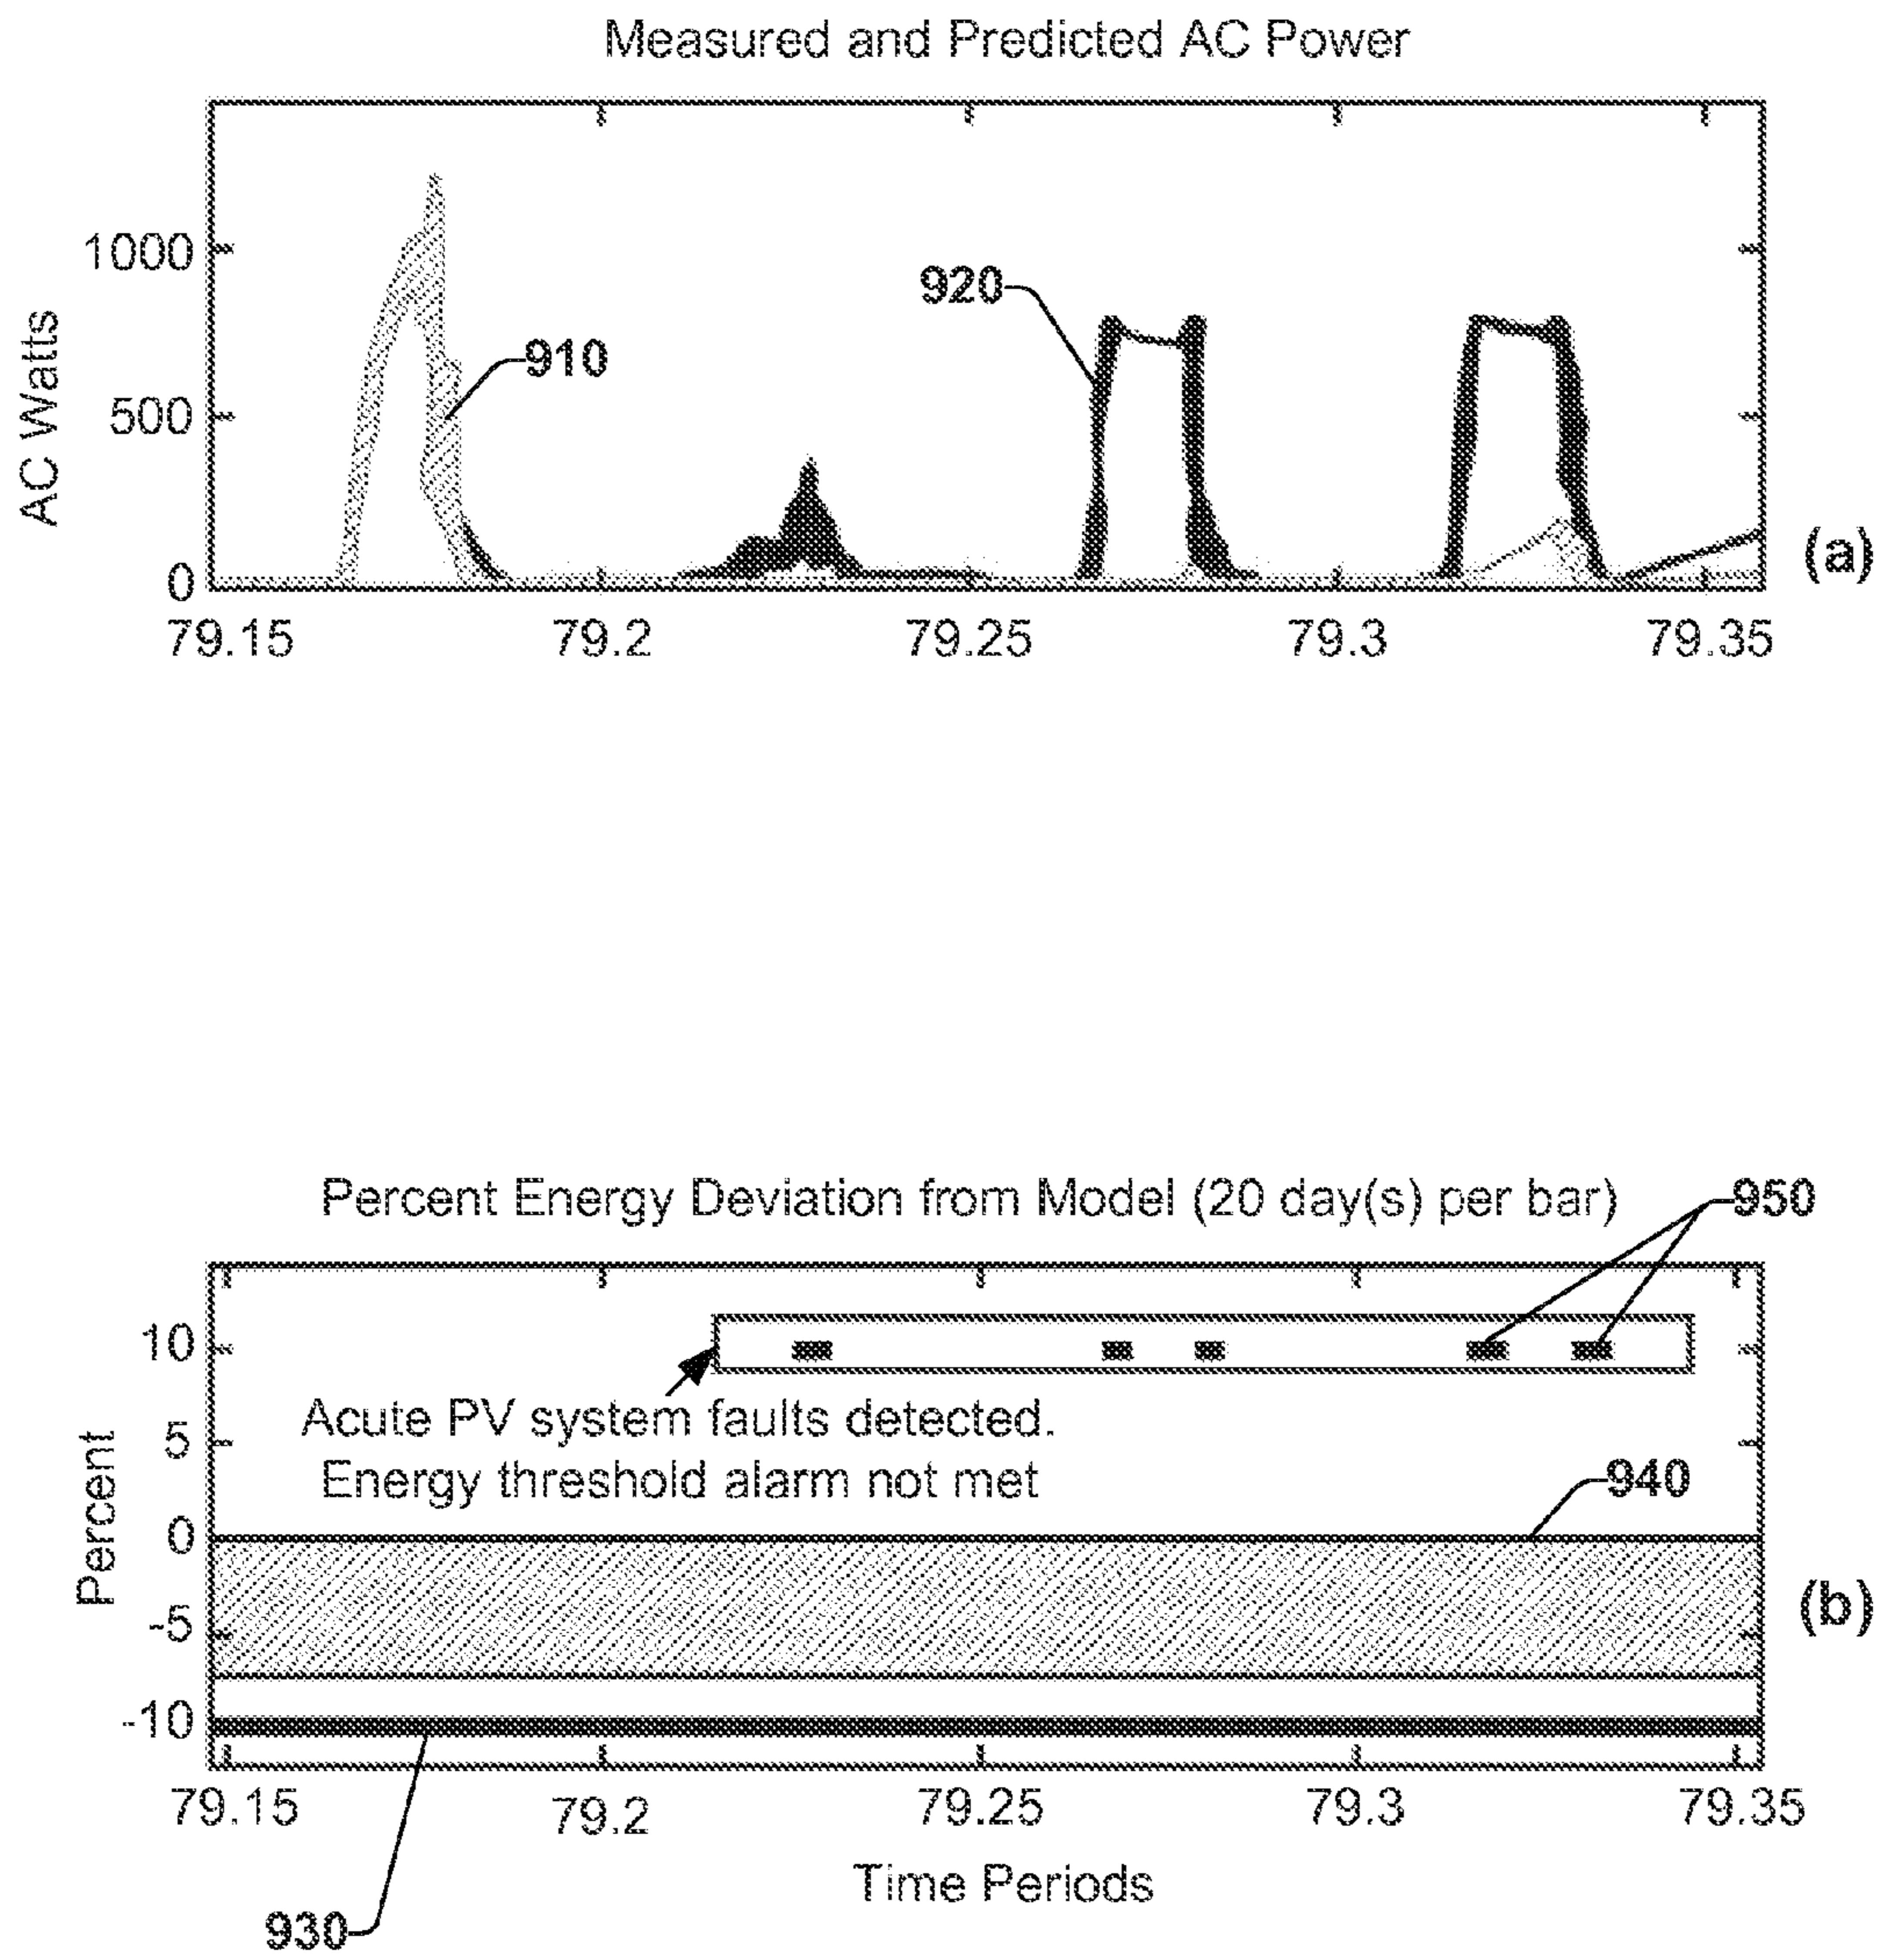 Measured and Predicted AC Power
AC Watts
1000
500
0
910
920
(a)
79.15 79.2 79.25 79.3 79.35
Percent Energy Deviation from Model (20 day(s) per bar)
950
Percent
10
5
0
-5
-10
Acute PV system faults detected.
Energy threshold alarm not met
940
(b)
79.15 79.2 79.25 79.3 79.35
Time Periods
930